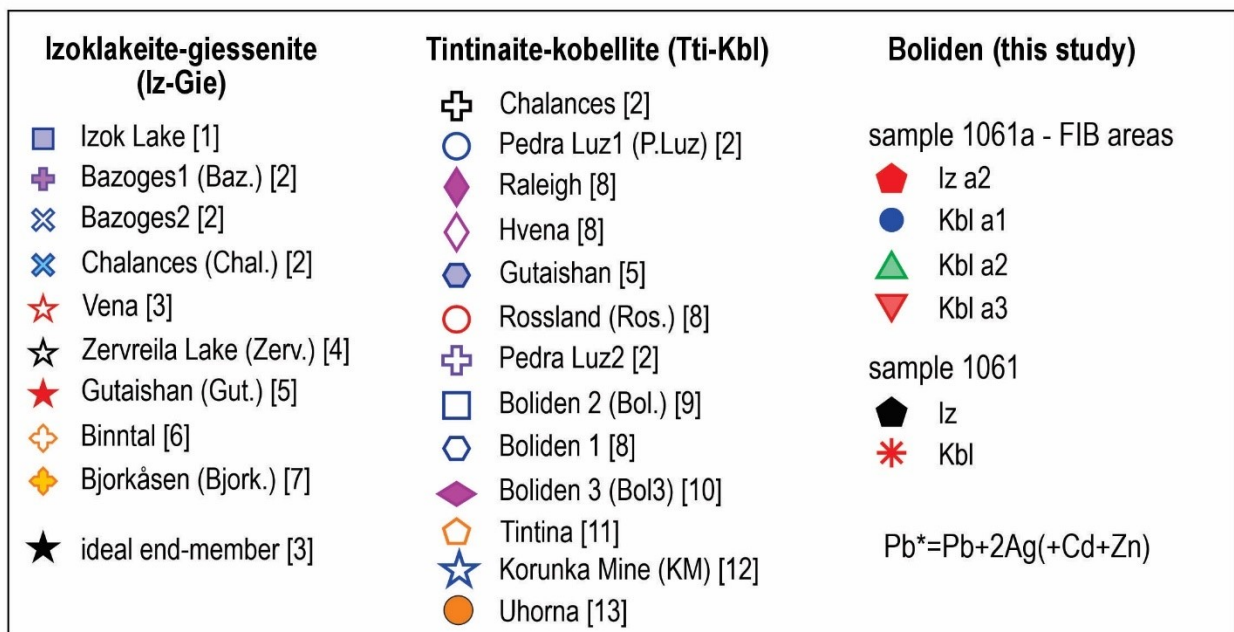 Izoklakeite-giessenite
(Iz-Gie)
Izok Lake [1]
Bazoges1 (Baz.) [2]
Bazoges2 [2]
Chalances (Chal.) [2]
Vena [3]
Zervreila Lake (Zerv.) [4]
Gutaishan (Gut.) [5]
Binntal [6]
Bjorkåsen (Bjork.) [7]
ideal end-member [3]
Tintinaite-kobellite (Tti-Kbl)
Chalances [2]
Pedra Luz1 (P.Luz) [2]
Raleigh [8]
Hvena [8]
Gutaishan [5]
Rossland (Ros.) [8]
Pedra Luz2 [2]
Boliden 2 (Bol.) [9]
Boliden 1 [8]
Boliden 3 (Bol3) [10]
Tintina [11]
Korunka Mine (KM) [12]
Uhorna [13]
Boliden (this study)
sample 1061a - FIB areas
Iz a2
Kbl a1
Kbl a2
Kbl a3
sample 1061
Iz
Kbl
Pb*=Pb+2Ag(+Cd+Zn)